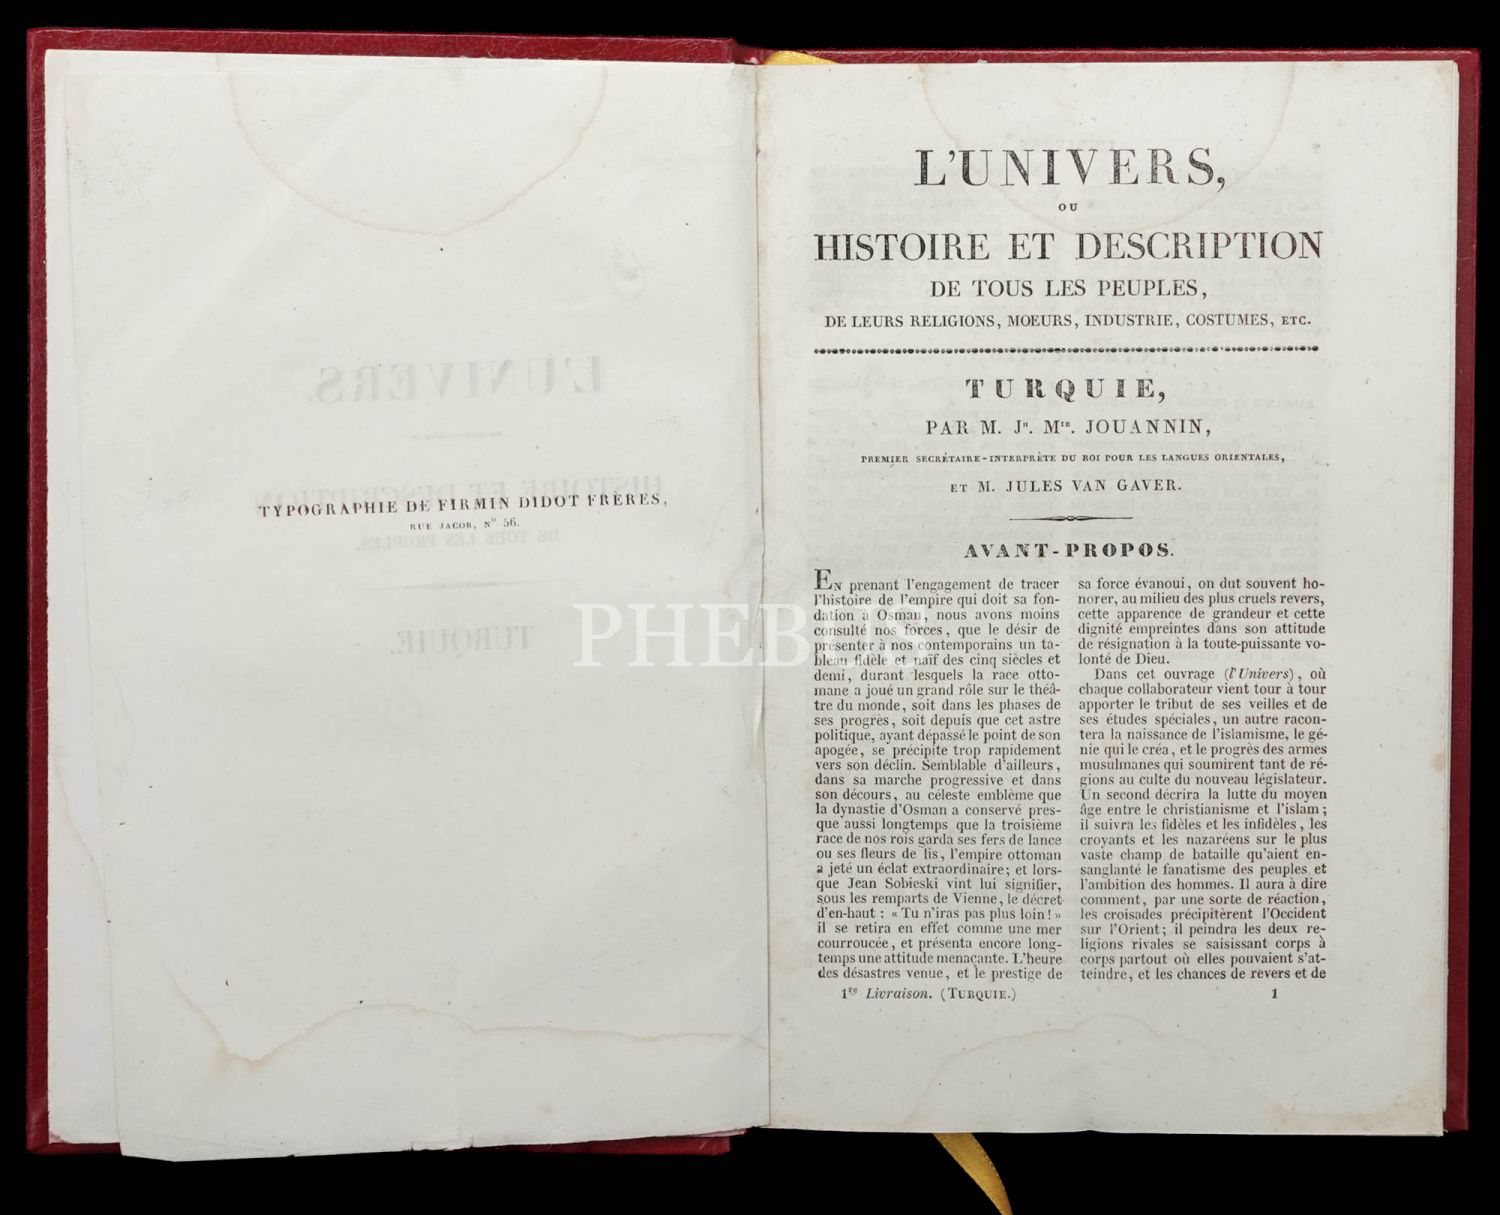 TYPOGRAPHIE DE FIRMIN DIDOT FRÈRES,
RUE JACOB, Nº 56.
L'UNIVERS,
OU
HISTOIRE ET DESCRIPTION
DE TOUS LES PEUPLES,
DE LEURS RELIGIONS, MOEURS, INDUSTRIE, COSTUMES, ETC.
TURQUIE,
PAR M. Jᴴ. Mᴵᴱ. JOUANNIN,
PREMIER SECRÉTAIRE-INTERPRÈTE DU ROI POUR LES LANGUES ORIENTALES,
ET M. JULES VAN GAVER.
AVANT-PROPOS.
EN prenant l'engagement de tracer
l'histoire de l'empire qui doit sa fon-
dation à Osman, nous avons moins
consulté nos forces, que le désir de
présenter à nos contemporains un ta-
bleau fidèle et naïf des cinq siècles et
demi, durant lesquels la race otto-
mane a joué un grand rôle sur le théâ-
tre du monde, soit dans les phases de
ses progrès, soit depuis que cet astre
politique, ayant dépassé le point de son
apogée, se précipite trop rapidement
vers son déclin. Semblable d'ailleurs,
dans sa marche progressive et dans
son décours, au céleste emblème que
la dynastie d'Osman a conservé pres-
que aussi longtemps que la troisième
race de nos rois garda ses fers de lance
ou ses fleurs de lis, l'empire ottoman
a jeté un éclat extraordinaire; et lors-
que Jean Sobieski vint lui signifier,
sous les remparts de Vienne, le décret
d'en-haut : « Tu n'iras pas plus loin! »
il se retira en effet comme une mer
courroucée, et présenta encore long-
temps une attitude menaçante. L'heure
des désastres venue, et le prestige de
sa force évanoui, on dut souvent ho-
norer, au milieu des plus cruels revers,
cette apparence de grandeur et cette
dignité empreintes dans son attitude
de résignation à la toute-puissante vo-
lonté de Dieu.
Dans cet ouvrage (l'Univers), où
chaque collaborateur vient tour à tour
apporter le tribut de ses veilles et de
ses études spéciales, un autre racon-
tera la naissance de l'islamisme, le gé-
nie qui le créa, et le progrès des armes
musulmanes qui soumirent tant de ré-
gions au culte du nouveau législateur.
Un second décrira la lutte du moyen
âge entre le christianisme et l'islam;
il suivra les fidèles et les infidèles, les
croyants et les nazaréens sur le plus
vaste champ de bataille qu'aient en-
sanglanté le fanatisme des peuples et
l'ambition des hommes. Il aura à dire
comment, par une sorte de réaction,
les croisades précipitèrent l'Occident
sur l'Orient; il peindra les deux re-
ligions rivales se saisissant corps à
corps partout où elles pouvaient s'at-
teindre, et les chances de revers et de
1re Livraison. (TURQUIE.) 1
PHEBUS